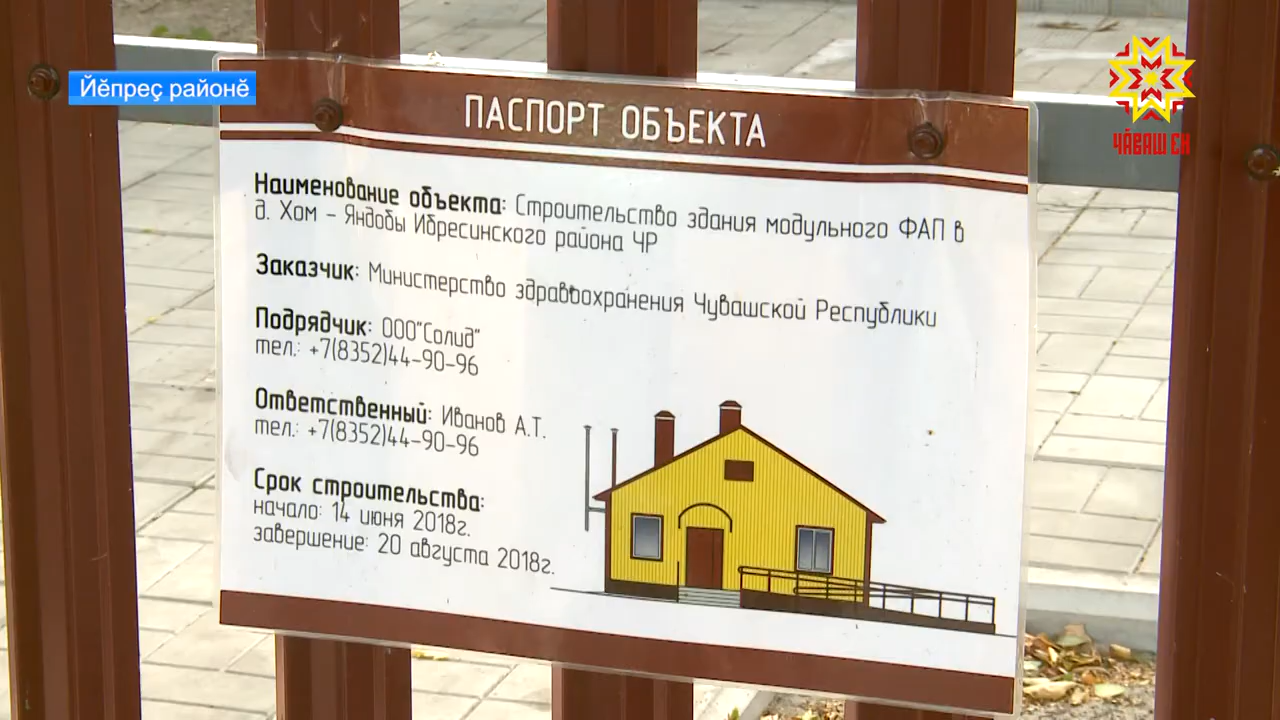 Йӗпреҫ районӗ
ЧӐВАШ ЕН
ПАСПОРТ ОБЪЕКТА
Наименование объекта: Строительство здания модульного ФАП в
д. Хом – Яндобы Ибресинского района ЧР
Заказчик: Министерство здравоохранения Чувашской Республики
Подрядчик: ООО"Солид"
тел.: +7(8352)44-90-96
Ответственный: Иванов А.Т.
тел.: +7(8352)44-90-96
Срок строительства:
начало: 14 июня 2018г.
завершение: 20 августа 2018г.